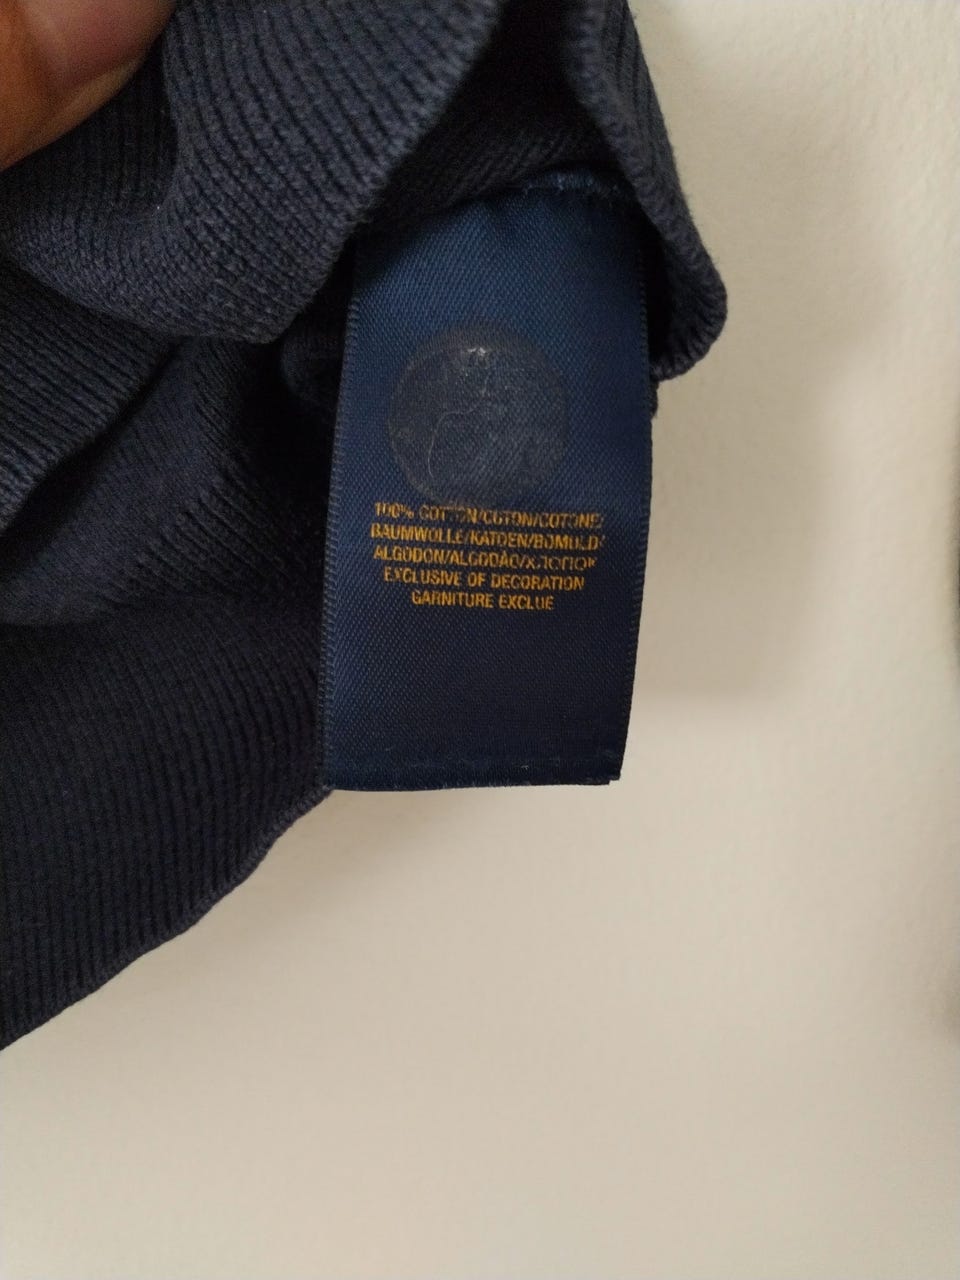 100% COTTON/COTON/COTONE/
BAUMWOLLE/KATOEN/BOMULD/
ALGODON/ALGODÃO/ХЛОПОК
EXCLUSIVE OF DECORATION
GARNITURE EXCLUE